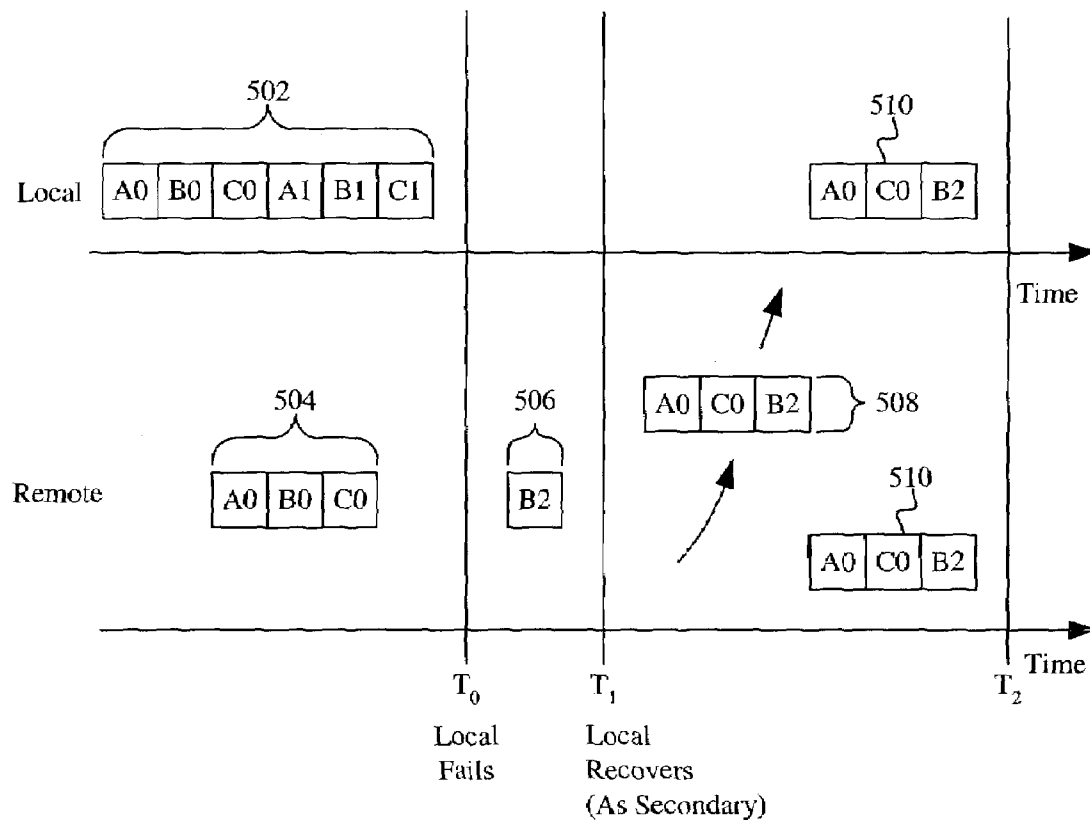 502
510
Local
A0 B0 C0 A1 B1 C1
A0 C0 B2
Time
504
506
A0 C0 B2
508
Remote
A0 B0 C0
B2
510
A0 C0 B2
Time
T0
T1
T2
Local
Fails
Local
Recovers
(As Secondary)